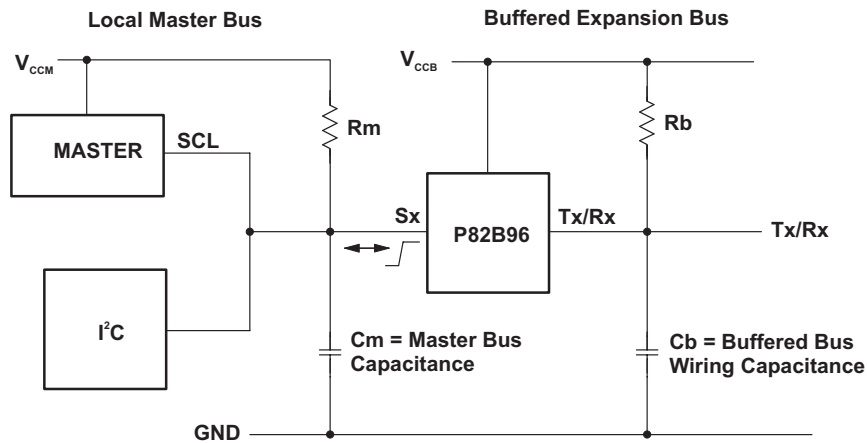 Local Master Bus
Buffered Expansion Bus
VCCM
VCCB
Rm
Rb
MASTER
SCL
Sx
P82B96
Tx/Rx
Tx/Rx
I²C
Cm = Master Bus
Capacitance
Cb = Buffered Bus
Wiring Capacitance
GND